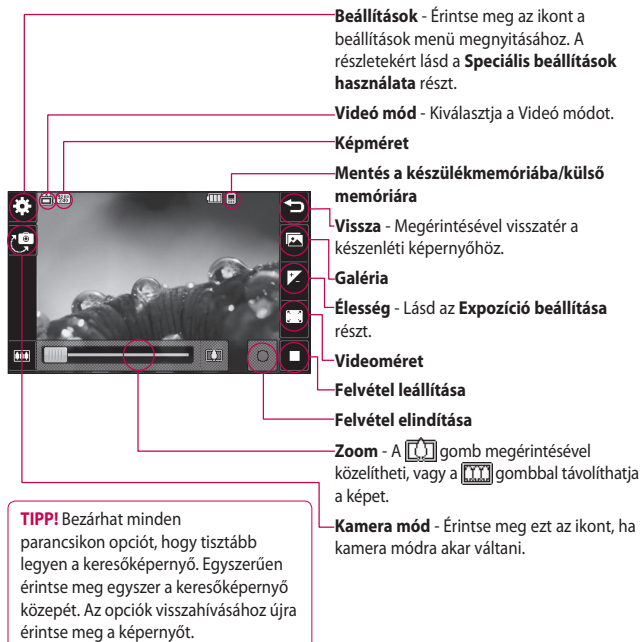 Beállítások - Érintse meg az ikont a
beállítások menü megnyitásához. A
részletekért lásd a Speciális beállítások
használata részt.
Videó mód - Kiválasztja a Videó módot.
Képméret
Mentés a készülékmemóriába/külső
memóriára
Vissza - Megérintésével visszatér a
készenléti képernyőhöz.
Galéria
Élesség - Lásd az Expozíció beállítása
részt.
Videoméret
Felvétel leállítása
Felvétel elindítása
Zoom - A gomb megérintésével
közelítheti, vagy a gombbal távolíthatja
a képet.
Kamera mód - Érintse meg ezt az ikont, ha
kamera módra akar váltani.
TIPP! Bezárhat minden
parancsikon opciót, hogy tisztább
legyen a keresőképernyő. Egyszerűen
érintse meg egyszer a keresőképernyő
közepét. Az opciók visszahívásához újra
érintse meg a képernyőt.